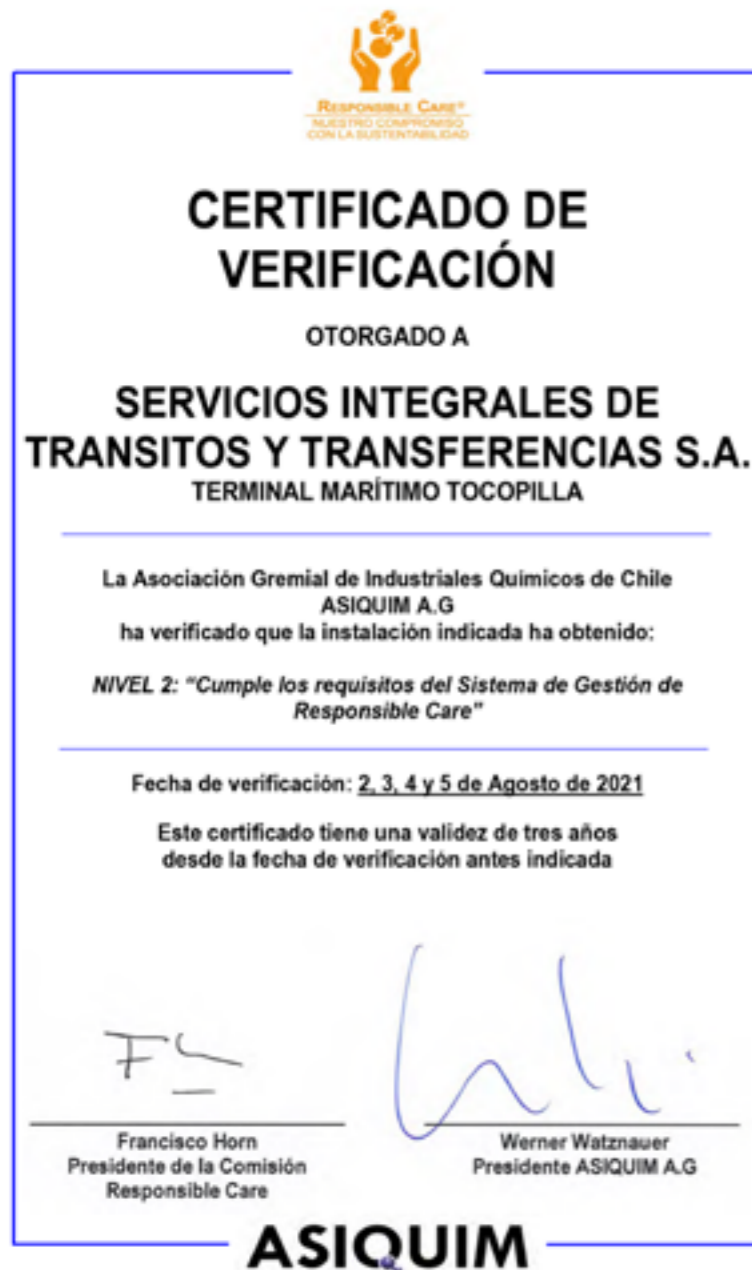 RESPONSIBLE CARE®
NUESTRO COMPROMISO
CON LA SUSTENTABILIDAD
CERTIFICADO DE
VERIFICACIÓN
OTORGADO A
SERVICIOS INTEGRALES DE
TRANSITOS Y TRANSFERENCIAS S.A.
TERMINAL MARÍTIMO TOCOPILLA
La Asociación Gremial de Industriales Químicos de Chile
ASIQUIM A.G
ha verificado que la instalación indicada ha obtenido:
NIVEL 2: “Cumple los requisitos del Sistema de Gestión de
Responsible Care”
Fecha de verificación: 2, 3, 4 y 5 de Agosto de 2021
Este certificado tiene una validez de tres años
desde la fecha de verificación antes indicada
Francisco Horn
Presidente de la Comisión
Responsible Care
Werner Watznauer
Presidente ASIQUIM A.G
ASIQUIM